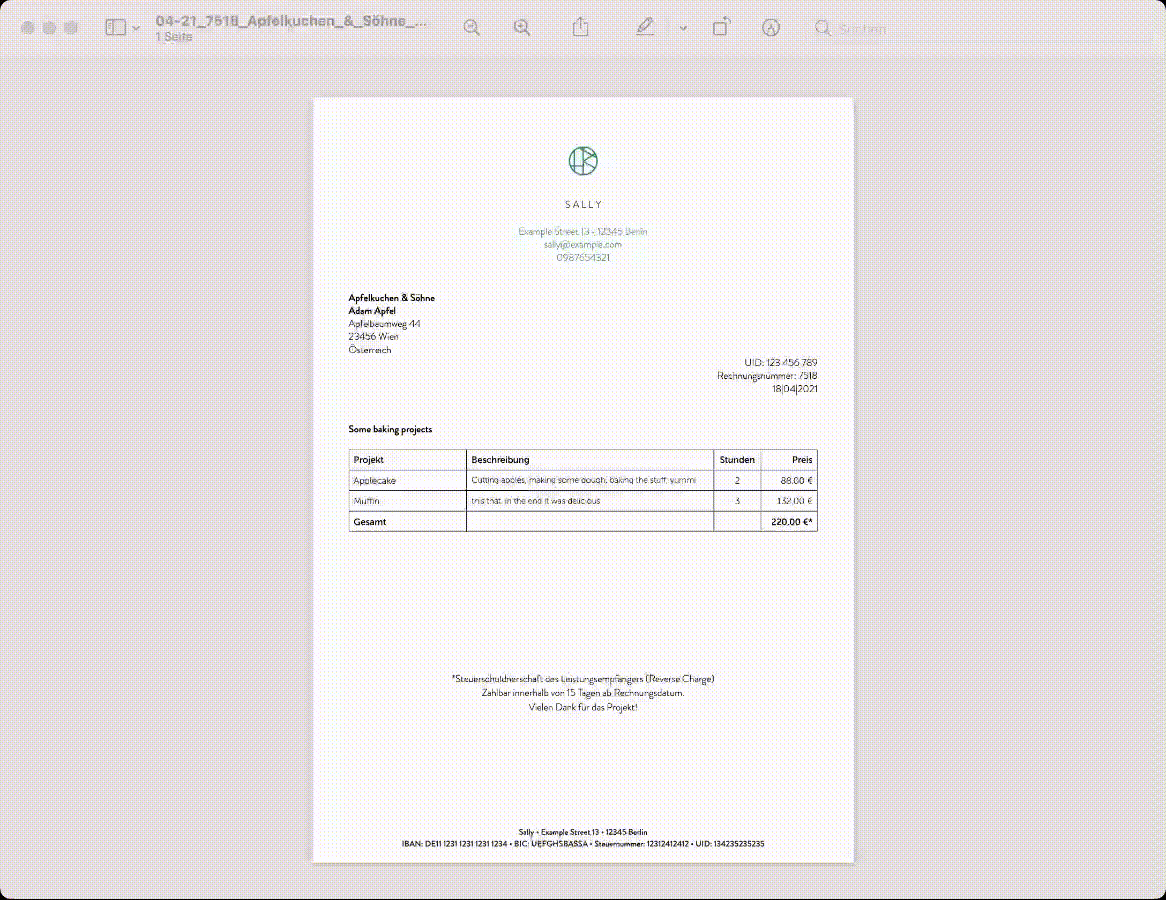 04-21_7518_Apfelkuchen_&_Söhne_...
1 Seite
Suchen
SALLY
Example Street 13 - 12345 Berlin
sally@example.com
0987654321
Apfelkuchen & Söhne
Adam Apfel
Apfelbaumweg 44
23456 Wien
Österreich
UID: 123 456 789
Rechnungsnummer: 7518
18|04|2021
Some baking projects
Projekt Beschreibung Stunden Preis
Applecake Cutting apples, making some dough, baking the stuff, yummi 2 88,00 €
Muffin this that, in the end it was delicious 3 132,00 €
Gesamt 220,00 €*
*Steuerschuldnerschaft des Leistungsempfängers (Reverse Charge)
Zahlbar innerhalb von 15 Tagen ab Rechnungsdatum.
Vielen Dank für das Projekt!
Sally • Example Street 13 • 12345 Berlin
IBAN: DE11 1231 1231 1231 1234 • BIC: UEFGHSBASSA • Steuernummer: 12312412412 • UID: 134235235235